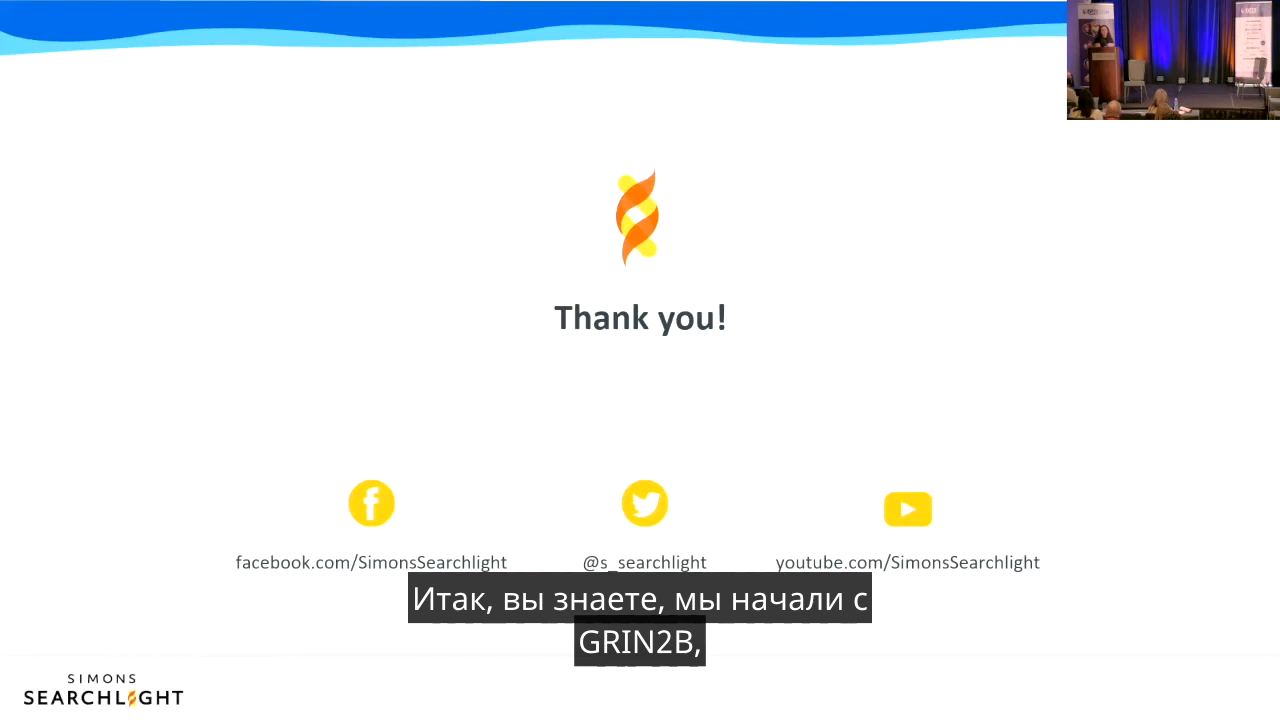 Thank you!
facebook.com/SimonsSearchlight
@s_searchlight
youtube.com/SimonsSearchlight
Итак, вы знаете, мы начали с
GRIN2B,
SIMONS
SEARCHLIGHT